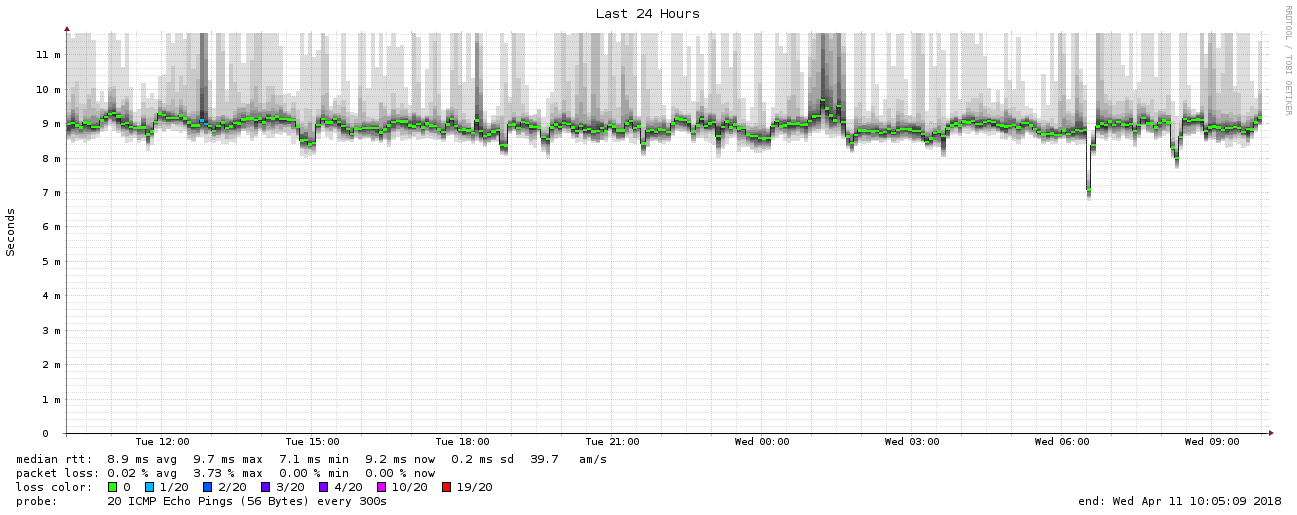 Last 24 Hours
RRDTOOL / TOBI OETIKER
Seconds
11 m
10 m
9 m
8 m
7 m
6 m
5 m
4 m
3 m
2 m
1 m
0
Tue 12:00 Tue 15:00 Tue 18:00 Tue 21:00 Wed 00:00 Wed 03:00 Wed 06:00 Wed 09:00
median rtt: 8.9 ms avg 9.7 ms max 7.1 ms min 9.2 ms now 0.2 ms sd 39.7 am/s
packet loss: 0.02 % avg 3.73 % max 0.00 % min 0.00 % now
loss color: 0 1/20 2/20 3/20 4/20 10/20 19/20
probe: 20 ICMP Echo Pings (56 Bytes) every 300s end: Wed Apr 11 10:05:09 2018